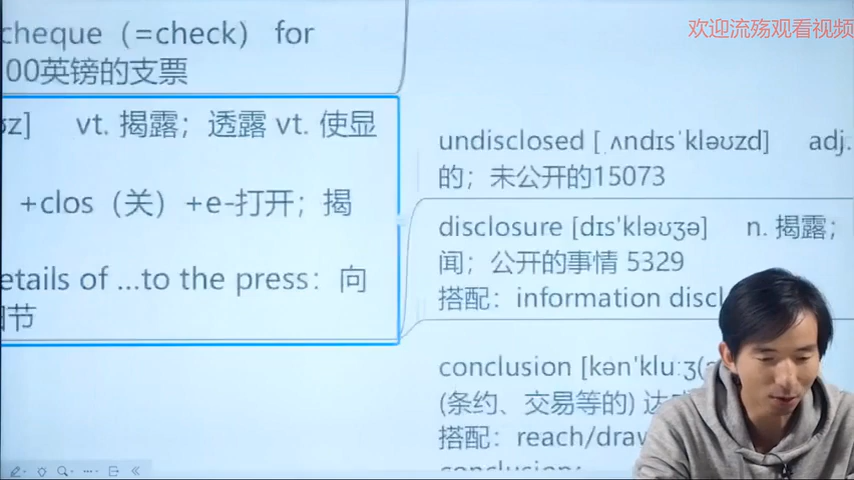 欢迎流殇观看视频
cheque（=check） for
00英镑的支票
vt. 揭露；透露 vt. 使显
+clos（关）+e-打开；揭
etails of ...to the press：向
节
undisclosed [ˌʌndɪsˈkləʊzd] adj.
的；未公开的15073
disclosure [dɪsˈkləʊʒə] n. 揭露；
闻；公开的事情 5329
搭配：information discl
conclusion [kənˈkluːʒ(
(条约、交易等的) 达
搭配：reach/draw
conclusion: